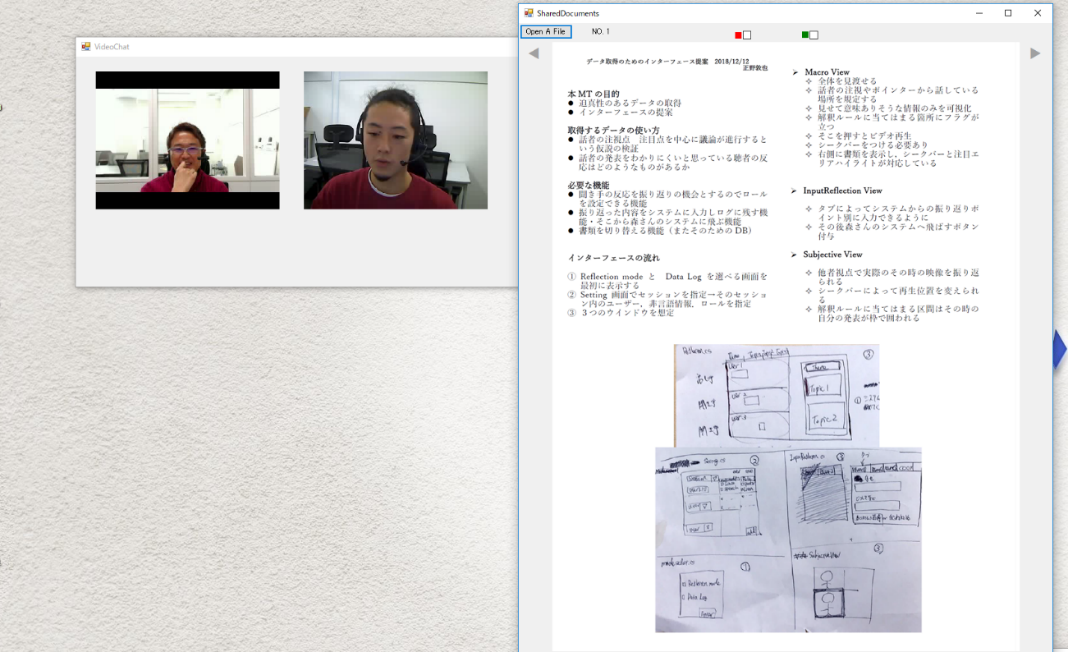 VideoChat
SharedDocuments
Open A File
NO. 1
データ取得のためのインターフェース提案 2018/12/12
正野敦也
本MTの目的
● 迫真性のあるデータの取得
● インターフェースの提案
取得するデータの使い方
● 話者の注視点 注目点を中心に議論が進行すると
いう仮説の検証
● 話者の発表をわかりにくいと思っている聴者の反
応はどのようなものがあるか
必要な機能
● 聞き手の反応を振り返りの機会とするのでロール
を設定できる機能
● 振り返った内容をシステムに入力しログに残す機
能・そこから森さんのシステムに飛ぶ機能
● 書類を切り替える機能（またそのためのDB）
インターフェースの流れ
① Reflection mode と Data Log を選べる画面を
最初に表示する
② Setting 画面でセッションを指定→そのセッショ
ン内のユーザー，非言語情報，ロールを指定
③ 3つのウインドウを想定
➢ Macro View
✧ 全体を見渡せる
✧ 話者の注視やポインターから話している
場所を規定する
✧ 見せて意味ありそうな情報のみを可視化
✧ 解釈ルールに当てはまる箇所にフラグが
立つ
✧ そこを押すとビデオ再生
✧ シークバーをつける必要あり
✧ 右側に書類を表示し，シークバーと注目エ
リアハイライトが対応している
➢ InputReflection View
✧ タブによってシステムからの振り返りポ
イント別に入力できるように
✧ その後森さんのシステムへ飛ばすボタン
付与
➢ Subjective View
✧ 他者視点で実際のその時の映像を振り返
られる
✧ シークバーによって再生位置を変えられ
る
✧ 解釈ルールに当てはまる区間はその時の
自分の発表が枠で囲われる
③
User 1
Topic 1
Topic 2
②
③
①
Data Log
③